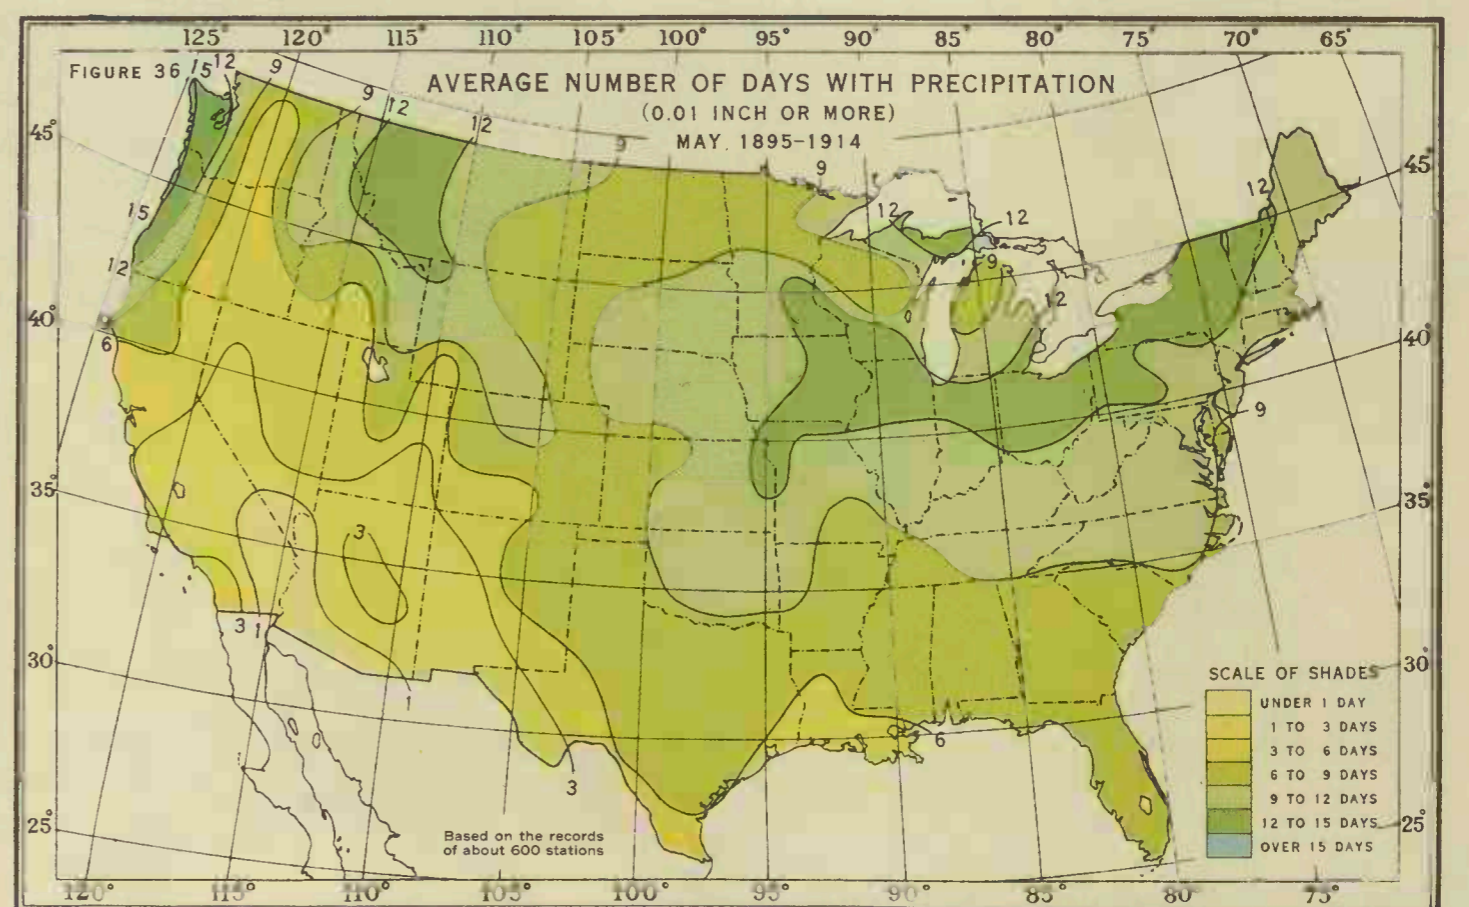 125° 120° 115° 110° 105° 100° 95° 90° 85° 80° 75° 70° 65°
FIGURE 36
AVERAGE NUMBER OF DAYS WITH PRECIPITATION
(0.01 INCH OR MORE)
MAY, 1895-1914
15 12 9 9 12 12 9 9
45° 45°
12 12 12
15
9
12
12
40° 40°
6
9
35° 35°
3
3 1
30° 30°
1
6
3
SCALE OF SHADES
UNDER 1 DAY
1 TO 3 DAYS
3 TO 6 DAYS
6 TO 9 DAYS
9 TO 12 DAYS
12 TO 15 DAYS
OVER 15 DAYS
25° 25°
Based on the records
of about 600 stations
120° 115° 110° 105° 100° 95° 90° 85° 80° 75°